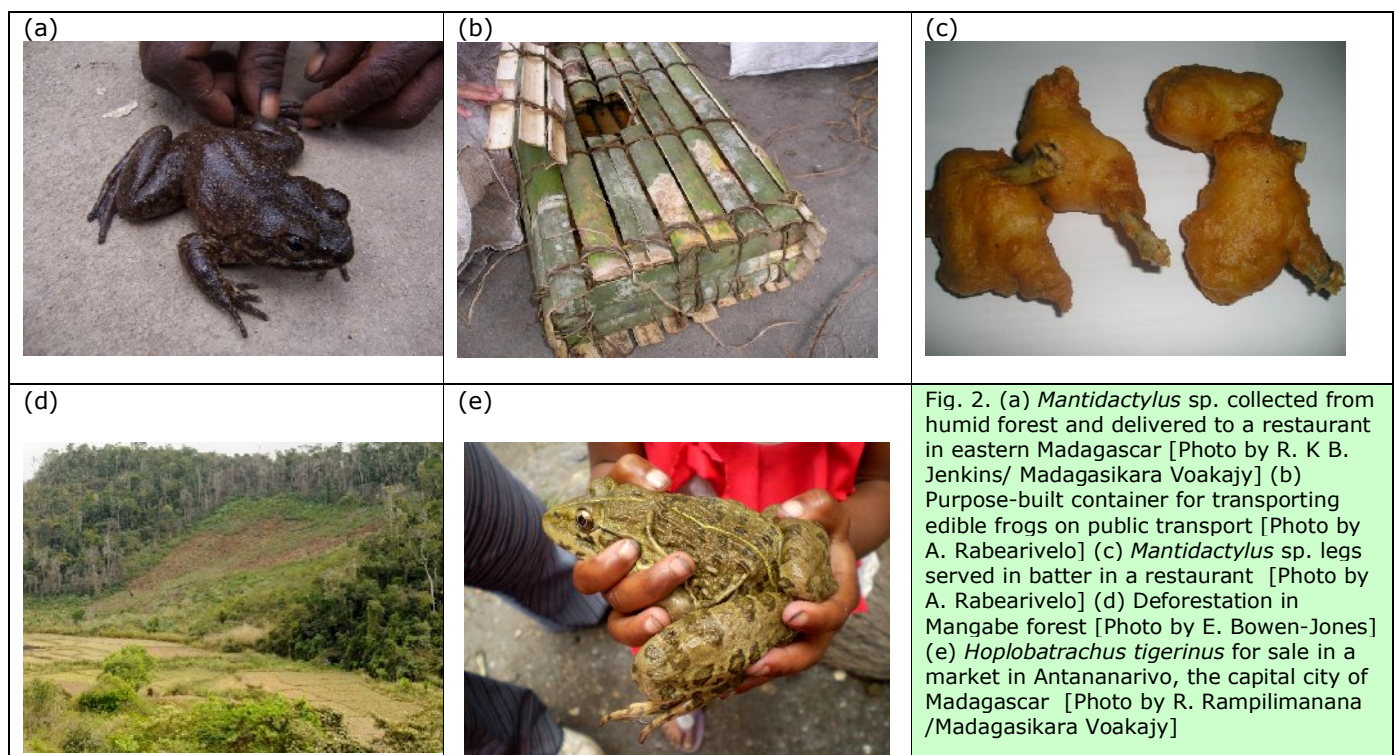 (a)
(b)
(c)
(d)
(e)
Fig. 2. (a) Mantidactylus sp. collected from
humid forest and delivered to a restaurant
in eastern Madagascar [Photo by R. K B.
Jenkins/ Madagasikara Voakajy] (b)
Purpose-built container for transporting
edible frogs on public transport [Photo by
A. Rabearivelo] (c) Mantidactylus sp. legs
served in batter in a restaurant [Photo by
A. Rabearivelo] (d) Deforestation in
Mangabe forest [Photo by E. Bowen-Jones]
(e) Hoplobatrachus tigerinus for sale in a
market in Antananarivo, the capital city of
Madagascar [Photo by R. Rampilimanana
/Madagasikara Voakajy]